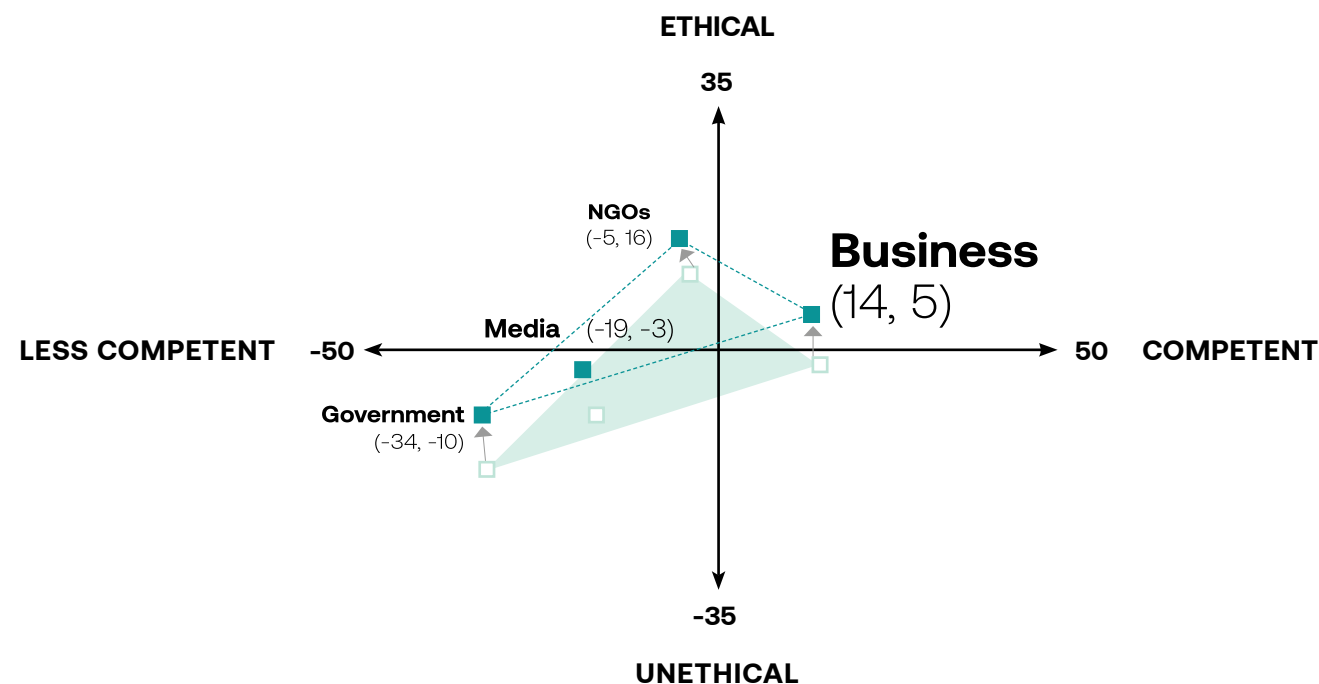 ETHICAL
35
NGOs
(-5, 16)
Business
(14, 5)
Media (-19, -3)
LESS COMPETENT -50
50 COMPETENT
Government
(-34, -10)
-35
UNETHICAL